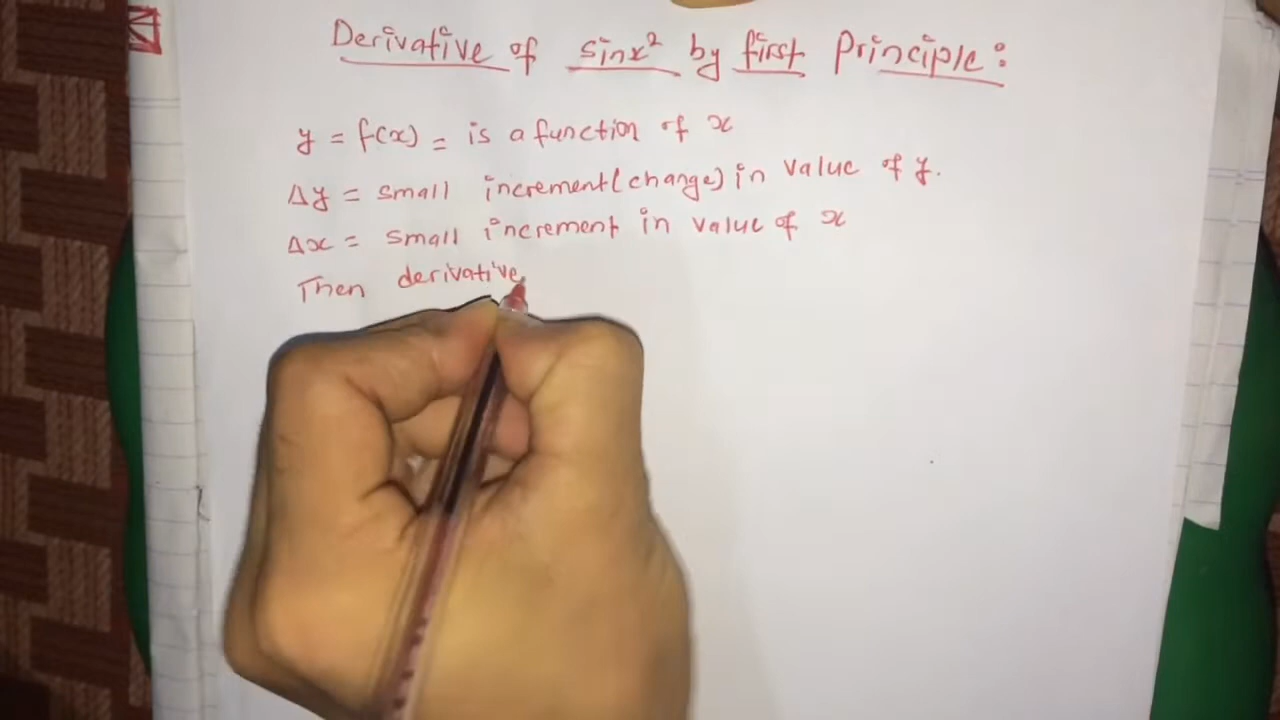 Derivative of sinx² by first Principle:
y = f(x) = is a function of x
Δy = small increment(change) in value of y.
Δx = small increment in value of x
Then derivative